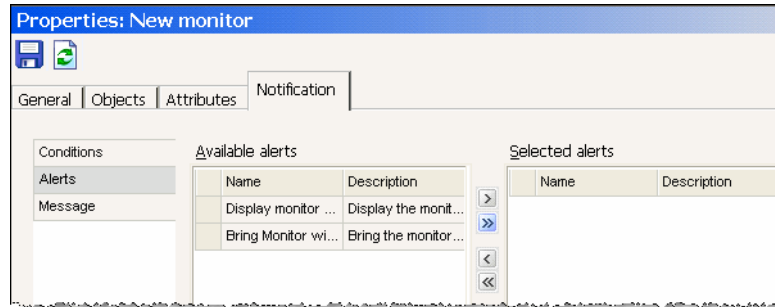 Properties: New monitor
General Objects Attributes Notification
Conditions
Alerts
Message
Available alerts
Name Description
Display monitor ... Display the monit...
Bring Monitor wi... Bring the monitor...
> 
»
<
«
Selected alerts
Name Description